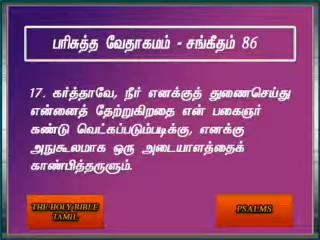 பரிசுத்த வேதாகமம் - சங்கீதம் 86
17. கர்த்தாவே, நீர் எனக்குத் துணைசெய்து
என்னைத் தேற்றுகிறதை என் பகைஞர்
கண்டு வெட்கப்படும்படிக்கு, எனக்கு
அநுகூலமாக ஒரு அடையாளத்தைக்
காண்பித்தருளும்.
THE HOLY BIBLE
TAMIL
PSALMS